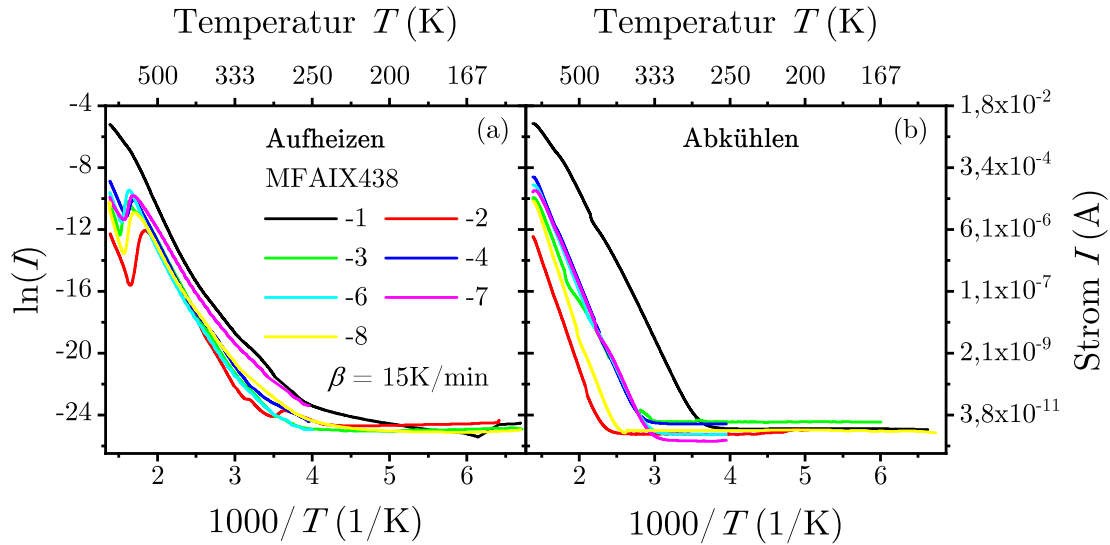 Temperatur T (K) Temperatur T (K)
500 333 250 200 167 500 333 250 200 167
-4 Aufheizen (a) Abkühlen (b) 1,8x10⁻²
-8 MFAIX438 3,4x10⁻⁴
-1 -2
-12 6,1x10⁻⁶
-3 -4
-16 -6 -7 1,1x10⁻⁷
-8
-20 2,1x10⁻⁹
β = 15K/min
-24 3,8x10⁻¹¹
ln(I)
Strom I (A)
2 3 4 5 6 2 3 4 5 6
1000/ T (1/K) 1000/ T (1/K)